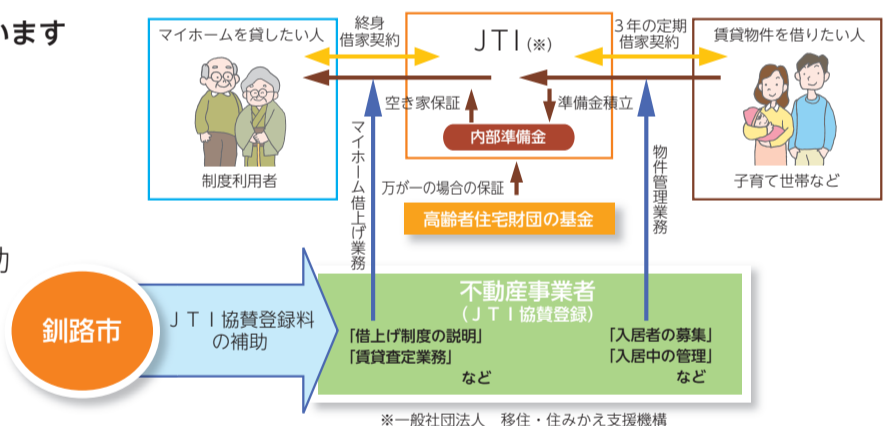 います
マイホームを貸したい人
制度利用者
終身
借家契約
JTI(※)
3年の定期
借家契約
賃貸物件を借りたい人
子育て世帯など
空き家保証
準備金積立
内部準備金
万が一の場合の保証
高齢者住宅財団の基金
マイホーム借上げ業務
物件管理業務
助
釧路市
JTI協賛登録料
の補助
不動産事業者
(JTI協賛登録)
「借上げ制度の説明」
「賃貸査定業務」
など
「入居者の募集」
「入居中の管理」
など
※一般社団法人 移住・住みかえ支援機構